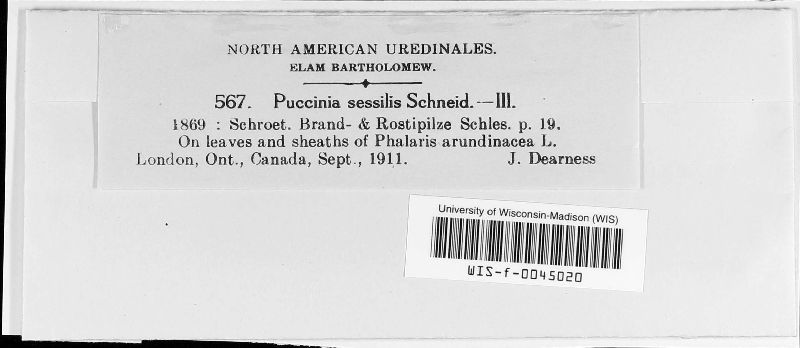 NORTH AMERICAN UREDINALES.
ELAM BARTHOLOMEW.
567. Puccinia sessilis Schneid.—III.
1869 : Schroet. Brand- & Rostipilze Schles. p. 19.
On leaves and sheaths of Phalaris arundinacea L.
London, Ont., Canada, Sept., 1911. J. Dearness
University of Wisconsin-Madison (WIS)
WIS-f-0045020